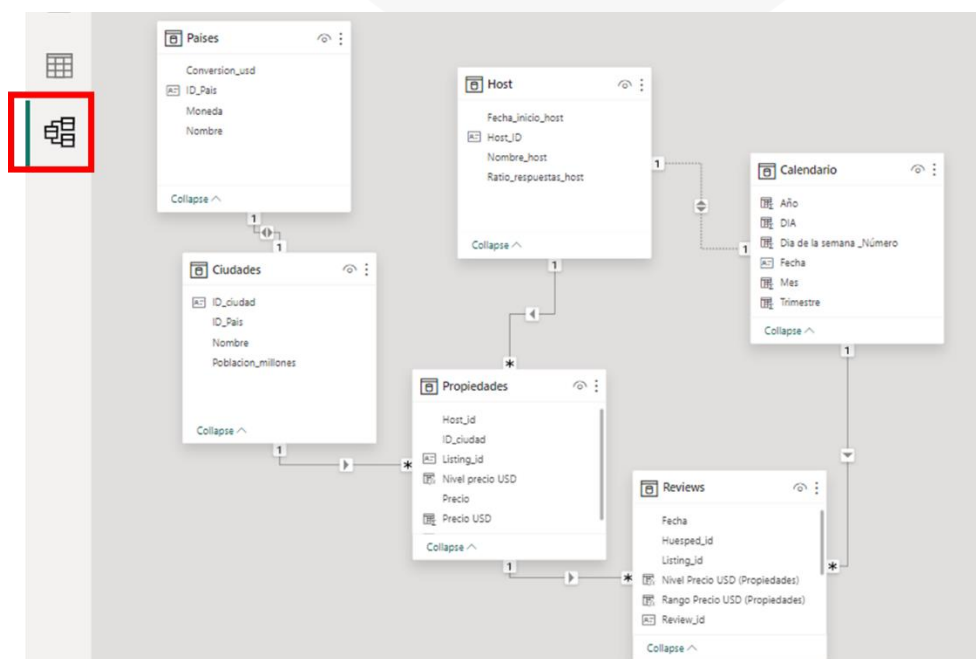 Paises
Conversion_usd
ID_Pais
Moneda
Nombre
Collapse
1
1
Host
Fecha_inicio_host
Host_ID
Nombre_host
Ratio_respuestas_host
Collapse
1
1
1
Calendario
Año
DIA
Dia de la semana _Número
Fecha
Mes
Trimestre
Collapse
1
Ciudades
ID_ciudad
ID_Pais
Nombre
Poblacion_millones
Collapse
1
*
*
Propiedades
Host_id
ID_ciudad
Listing_id
Nivel precio USD
Precio
Precio USD
Collapse
1
*
*
Reviews
Fecha
Huesped_id
Listing_id
Nivel Precio USD (Propiedades)
Rango Precio USD (Propiedades)
Review_id
Collapse